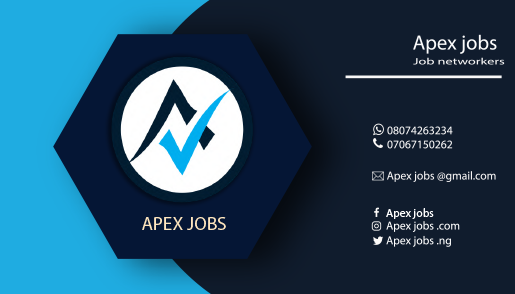 Apex jobs
Job networkers
08074263234
07067150262
Apex jobs @gmail.com
Apex jobs
Apex jobs .com
Apex jobs .ng
APEX JOBS